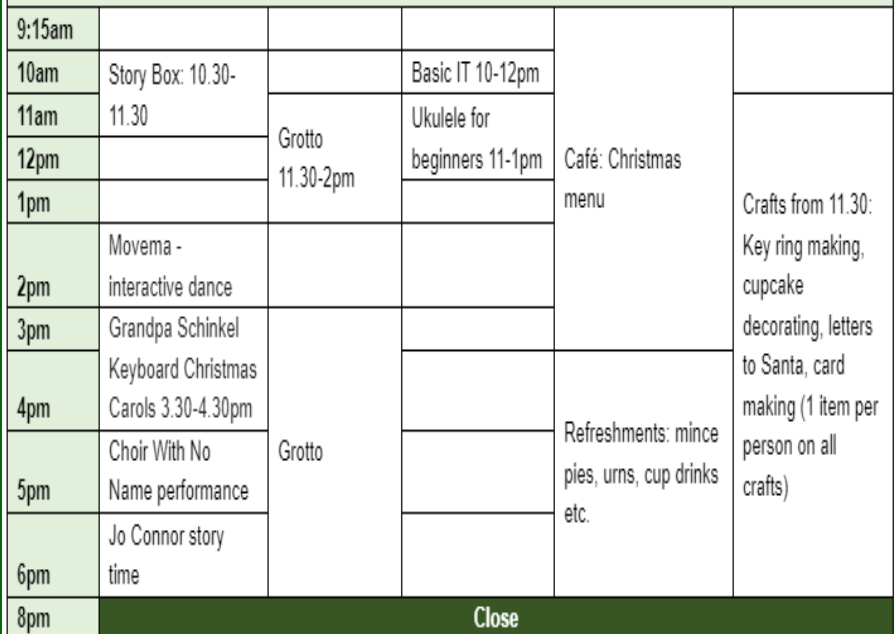 9:15am
10am
Story Box: 10.30-
11.30
Basic IT 10-12pm
11am
Grotto
11.30-2pm
Ukulele for
beginners 11-1pm
12pm
Café: Christmas
menu
1pm
Crafts from 11.30:
Key ring making,
cupcake
decorating, letters
to Santa, card
making (1 item per
person on all
crafts)
2pm
Movema -
interactive dance
3pm
Grandpa Schinkel
Keyboard Christmas
Carols 3.30-4.30pm
4pm
Grotto
Refreshments: mince
pies, urns, cup drinks
etc.
5pm
Choir With No
Name performance
6pm
Jo Connor story
time
8pm
Close